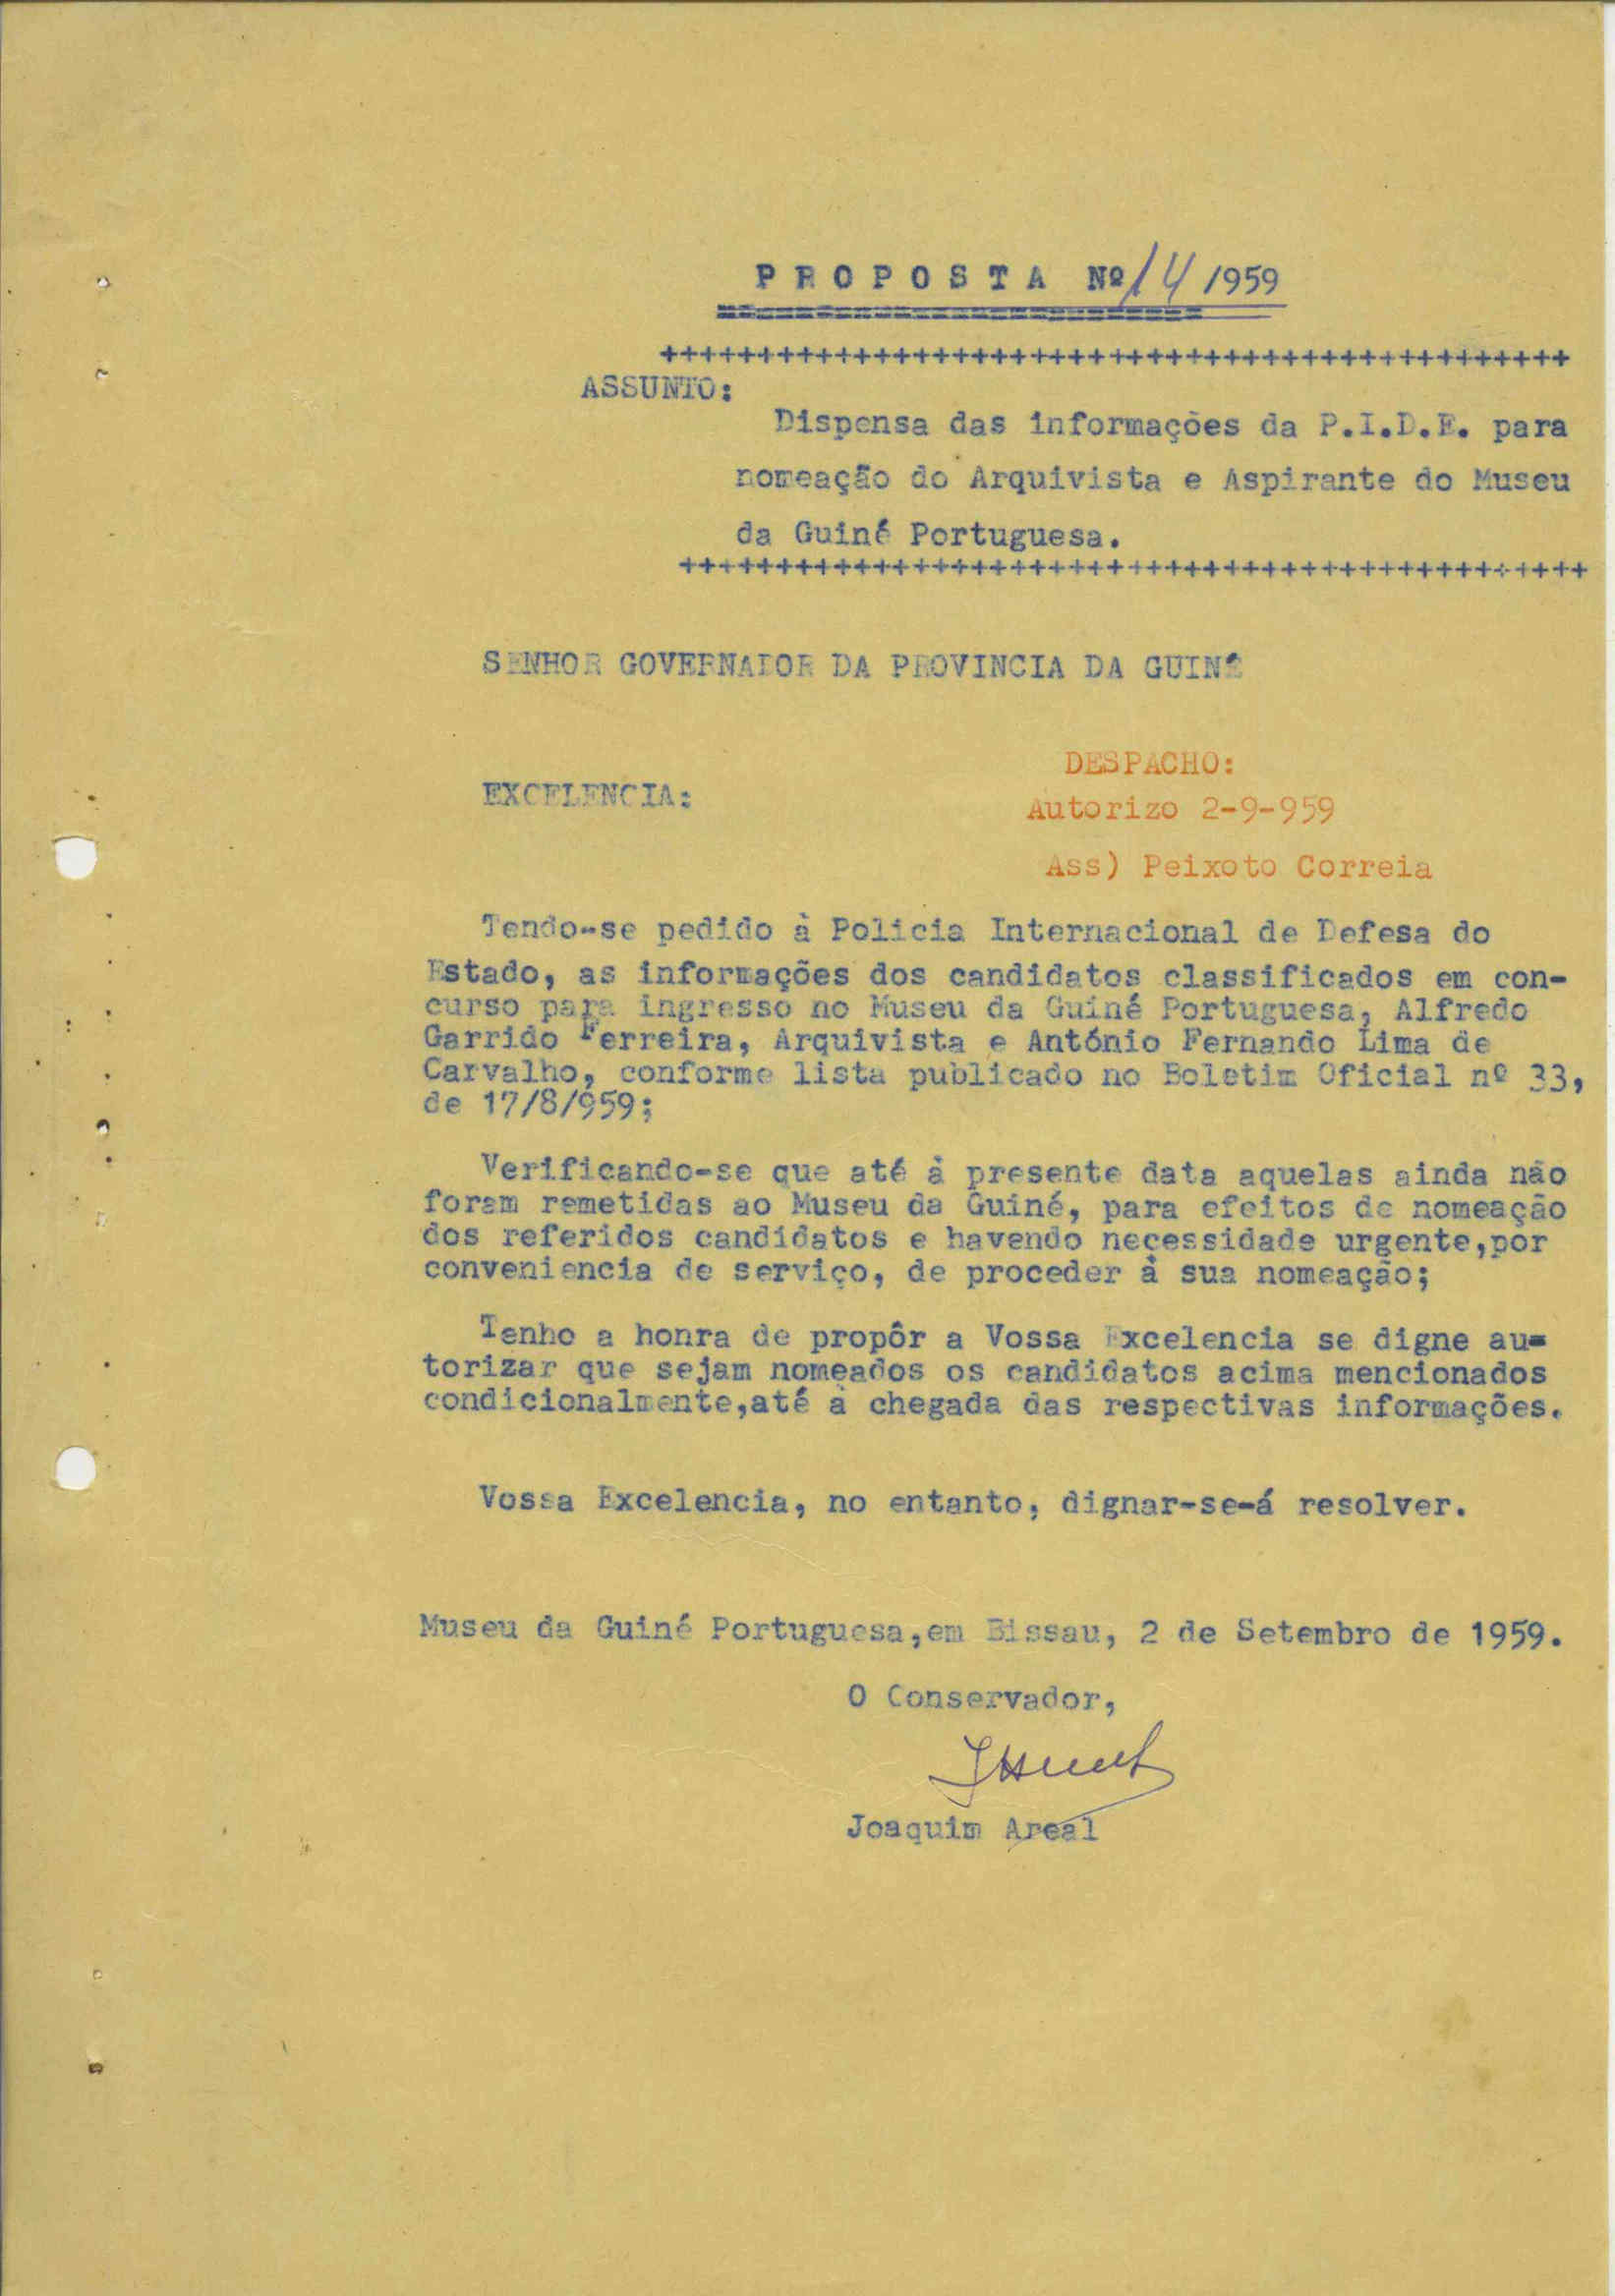 PROPOSTA Nº 14 /1959
+++++++++++++++++++++++++++++++++++++++++++++++
ASSUNTO:
Dispensa das informações da P.I.D.E. para
nomeação do Arquivista e Aspirante do Museu
da Guiné Portuguesa.
+++++++++++++++++++++++++++++++++++++++++++++++
SENHOR GOVERNADOR DA PROVINCIA DA GUINÉ
DESPACHO:
EXCELENCIA:
Autorizo 2-9-959
Ass) Peixoto Correia
Tendo-se pedido à Policia Internacional de Defesa do
Estado, as informações dos candidatos classificados em con-
curso para ingresso no Museu da Guiné Portuguesa, Alfredo
Garrido Ferreira, Arquivista e António Fernando Lima de
Carvalho, conforme lista publicado no Boletim Oficial nº 33,
de 17/8/959;
Verificando-se que até à presente data aquelas ainda não
foram remetidas ao Museu da Guiné, para efeitos de nomeação
dos referidos candidatos e havendo necessidade urgente,por
conveniencia de serviço, de proceder à sua nomeação;
Tenho a honra de propôr a Vossa Excelencia se digne au-
torizar que sejam nomeados os candidatos acima mencionados
condicionalmente,até à chegada das respectivas informações.
Vossa Excelencia, no entanto, dignar-se-á resolver.
Museu da Guiné Portuguesa,em Bissau, 2 de Setembro de 1959.
O Conservador,
Joaquim Areal